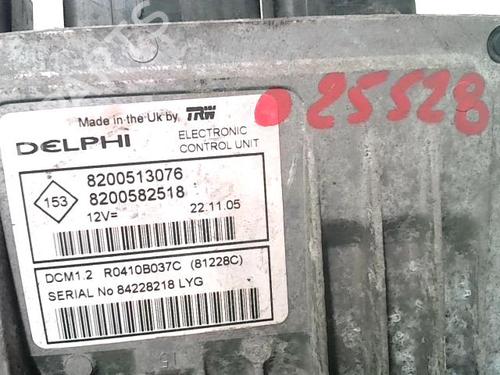 Made in the Uk by TRW
DELPHI
ELECTRONIC
CONTROL UNIT
25528
153
8200513076
8200582518
12V=
22.11.05
DCM1.2 R0410B037C (81228C)
SERIAL No 84228218 LYG